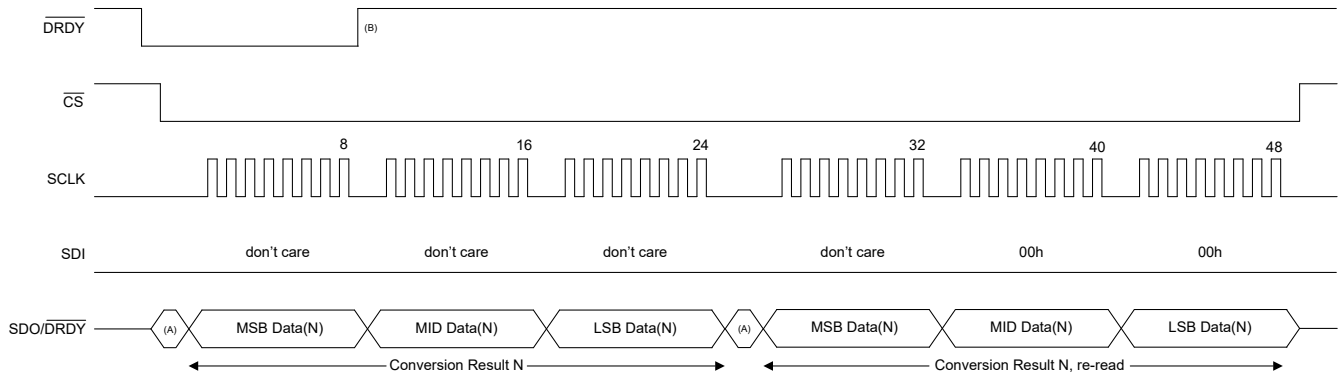 DRDY
(B)
CS
8 16 24 32 40 48
SCLK
SDI don't care don't care don't care don't care 00h 00h
SDO/DRDY (A) MSB Data(N) MID Data(N) LSB Data(N) (A) MSB Data(N) MID Data(N) LSB Data(N)
Conversion Result N Conversion Result N, re-read